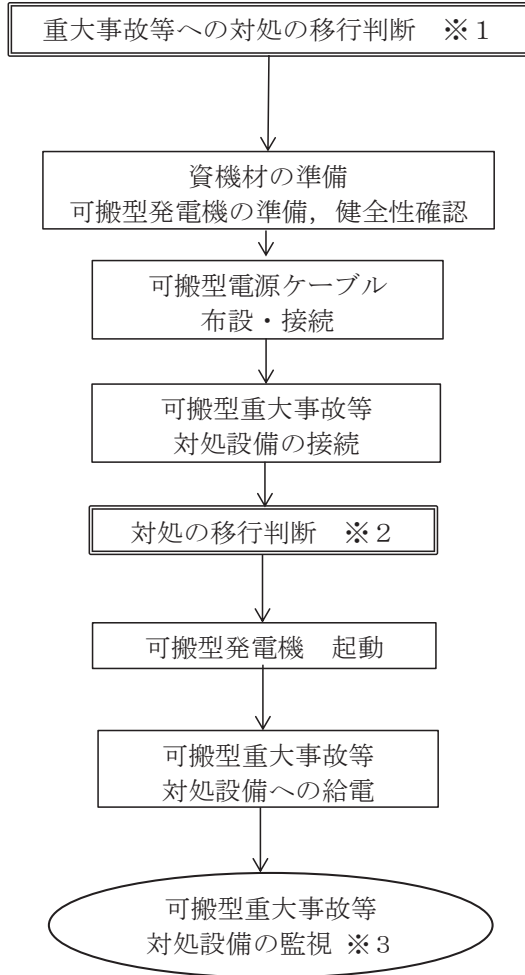 重大事故等への対処の移行判断　※１
資機材の準備
可搬型発電機の準備，健全性確認
可搬型電源ケーブル
布設・接続
可搬型重大事故等
対処設備の接続
対処の移行判断　※２
可搬型発電機　起動
可搬型重大事故等
対処設備への給電
可搬型重大事故等
対処設備の監視 ※３